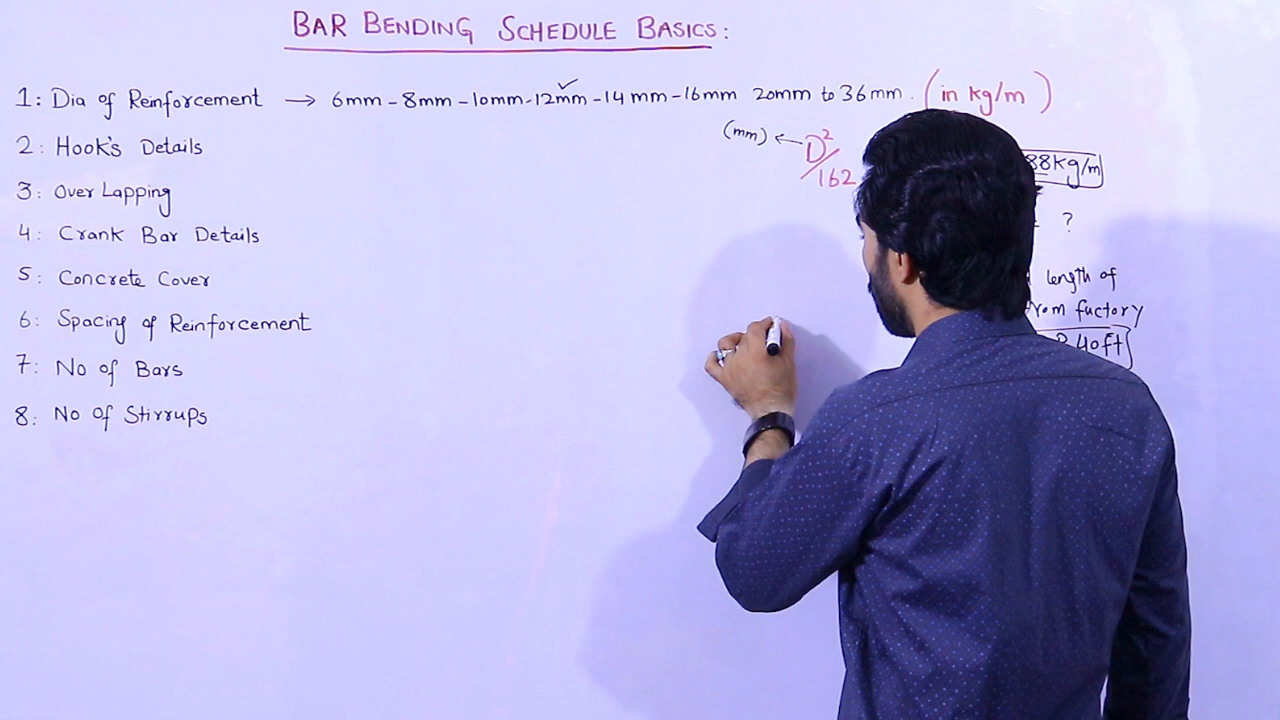 BAR BENDING SCHEDULE BASICS:
1: Dia of Reinforcement → 6mm - 8mm - 10mm - 12mm - 14mm - 16mm 20mm to 36mm. (in kg/m)
2: Hook's Details
(mm) ← D²/162
88kg/m
3: Over Lapping
?
4: Crank Bar Details
5: Concrete Cover
length of
6: Spacing of Reinforcement
rom factory
40ft
7: No of Bars
8: No of Stirrups